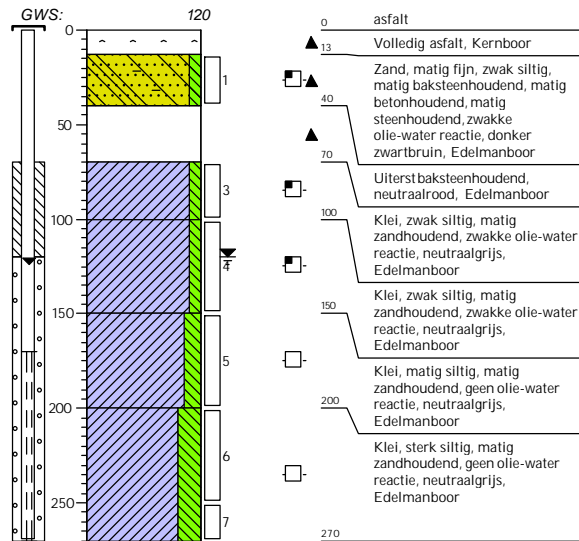 GWS: 120
0
50
100
150
200
250
1
3
4
5
6
7
0 asfalt
Volledig asfalt, Kernboor
13
Zand, matig fijn, zwak siltig,
matig baksteenhoudend, matig
betonhoudend, matig
steenhoudend, zwakke
olie-water reactie, donker
zwartbruin, Edelmanboor
40
Uiterst baksteenhoudend,
neutraalrood, Edelmanboor
70
Klei, zwak siltig, matig
zandhoudend, zwakke olie-water
reactie, neutraalgrijs,
Edelmanboor
100
Klei, zwak siltig, matig
zandhoudend, zwakke olie-water
reactie, neutraalgrijs,
Edelmanboor
150
Klei, matig siltig, matig
zandhoudend, geen olie-water
reactie, neutraalgrijs,
Edelmanboor
200
Klei, sterk siltig, matig
zandhoudend, geen olie-water
reactie, neutraalgrijs,
Edelmanboor
270